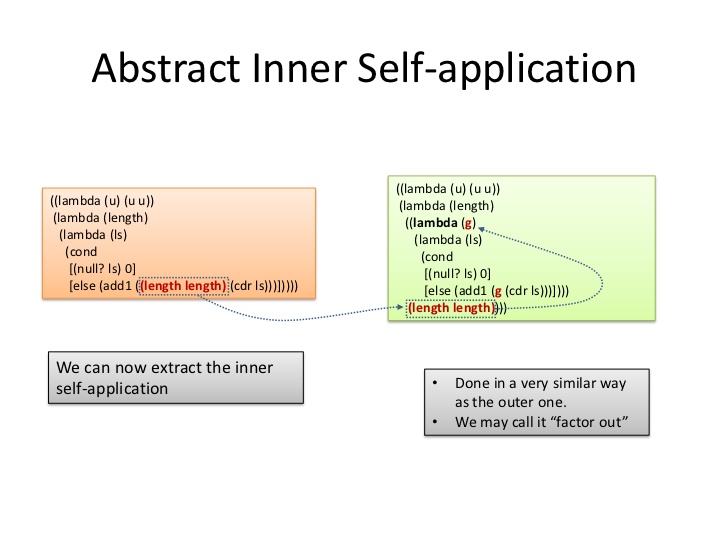 Abstract Inner Self-application
((lambda (u) (u u))
(lambda (length)
(lambda (ls)
(cond
[(null? ls) 0]
[else (add1 ((length length) (cdr ls)))]))))
((lambda (u) (u u))
(lambda (length)
((lambda (g)
(lambda (ls)
(cond
[(null? ls) 0]
[else (add1 (g (cdr ls)))])))
(length length))))
We can now extract the inner
self-application
• Done in a very similar way
as the outer one.
• We may call it “factor out”